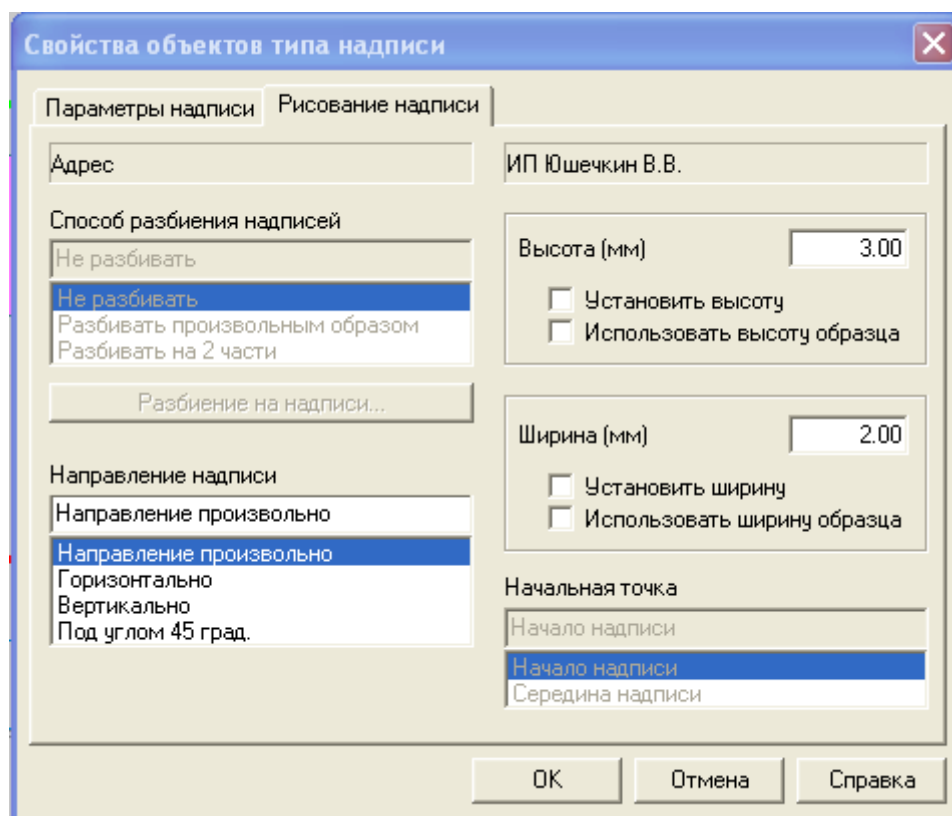 Свойства объектов типа надписи
Параметры надписи
Рисование надписи
Адрес
ИП Юшечкин В.В.
Способ разбиения надписей
Не разбивать
Не разбивать
Разбивать произвольным образом
Разбивать на 2 части
Разбиение на надписи...
Направление надписи
Направление произвольно
Направление произвольно
Горизонтально
Вертикально
Под углом 45 град.
Высота (мм)
3.00
Установить высоту
Использовать высоту образца
Ширина (мм)
2.00
Установить ширину
Использовать ширину образца
Начальная точка
Начало надписи
Начало надписи
Середина надписи
OK
Отмена
Справка